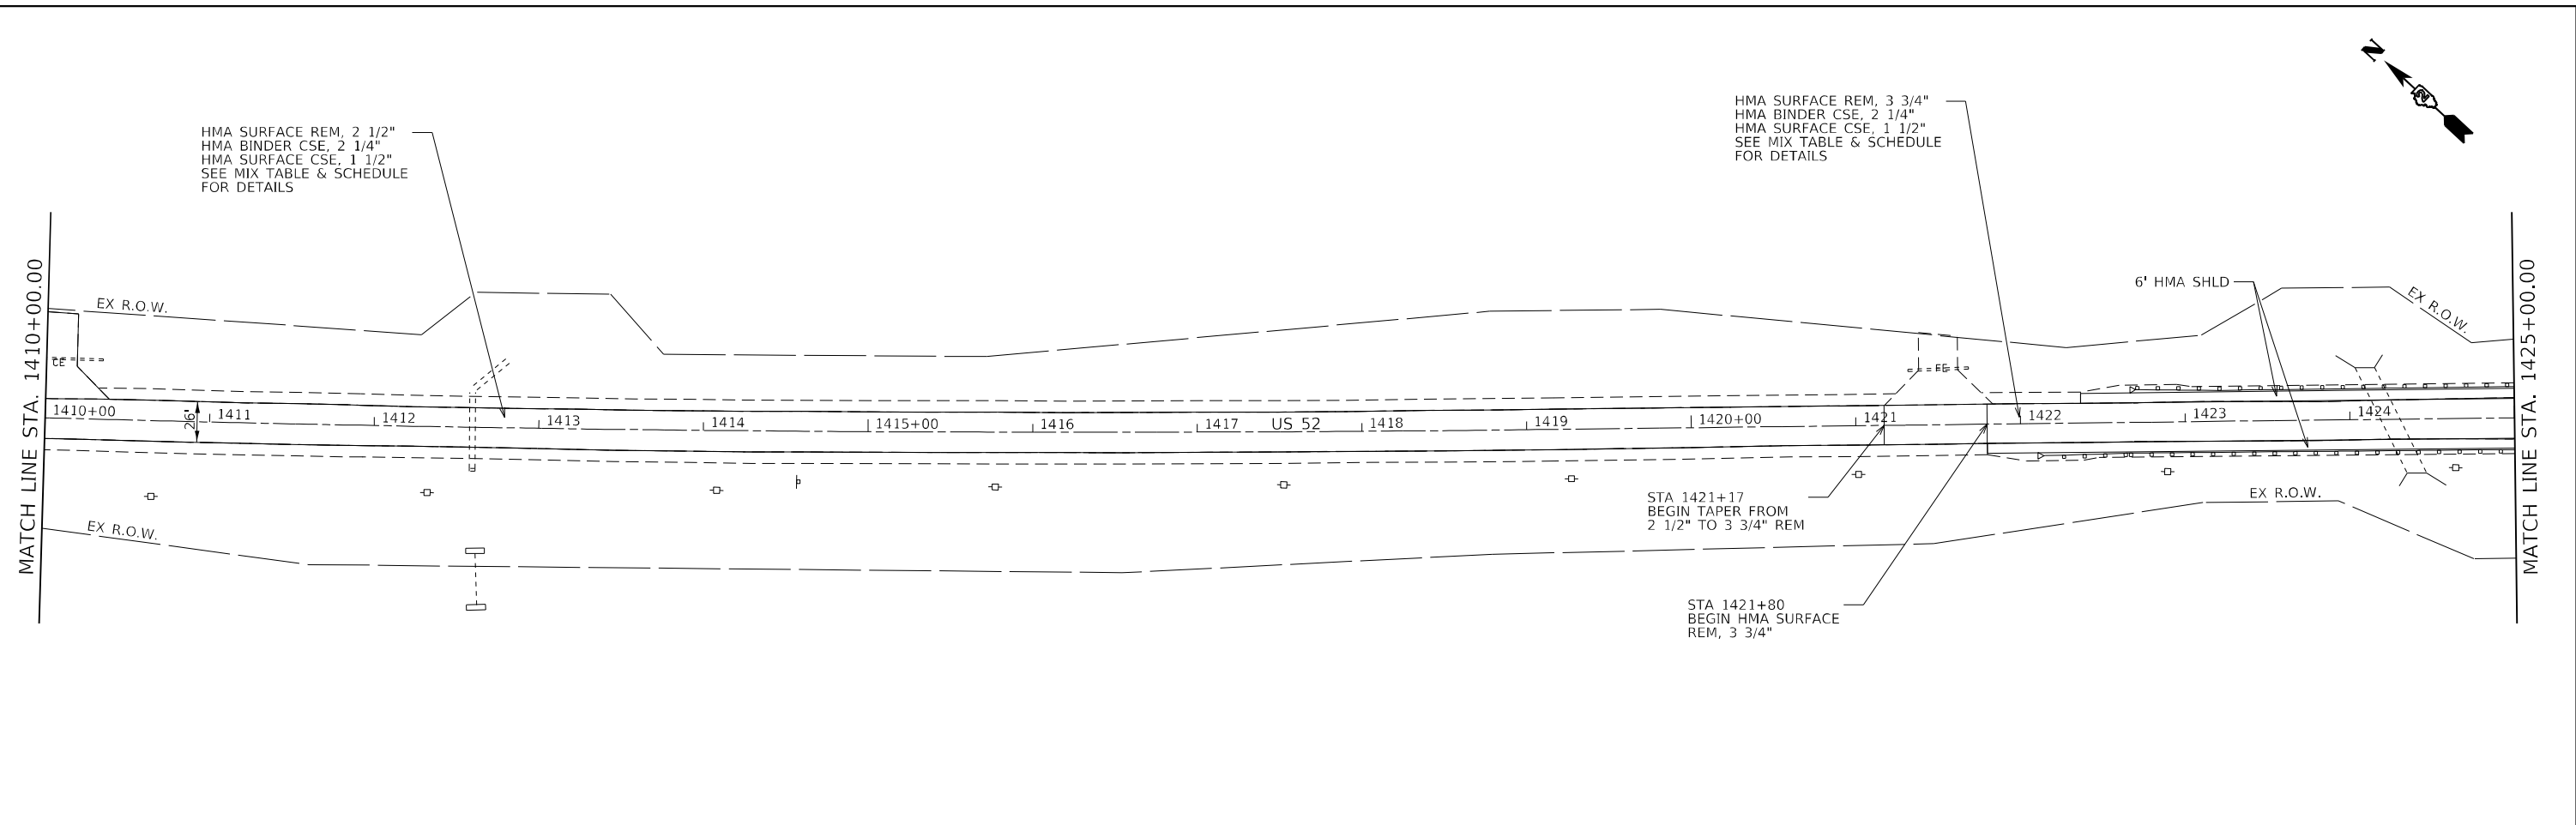 N
HMA SURFACE REM, 2 1/2"
HMA BINDER CSE, 2 1/4"
HMA SURFACE CSE, 1 1/2"
SEE MIX TABLE & SCHEDULE
FOR DETAILS
HMA SURFACE REM, 3 3/4"
HMA BINDER CSE, 2 1/4"
HMA SURFACE CSE, 1 1/2"
SEE MIX TABLE & SCHEDULE
FOR DETAILS
MATCH LINE STA. 1410+00.00
EX R.O.W.
CE
6' HMA SHLD
EX R.O.W.
MATCH LINE STA. 1425+00.00
FE
1410+00
26'
1411
1412
1413
1414
1415+00
1416
1417
US 52
1418
1419
1420+00
1421
1422
1423
1424
EX R.O.W.
STA 1421+17
BEGIN TAPER FROM
2 1/2" TO 3 3/4" REM
EX R.O.W.
STA 1421+80
BEGIN HMA SURFACE
REM, 3 3/4"